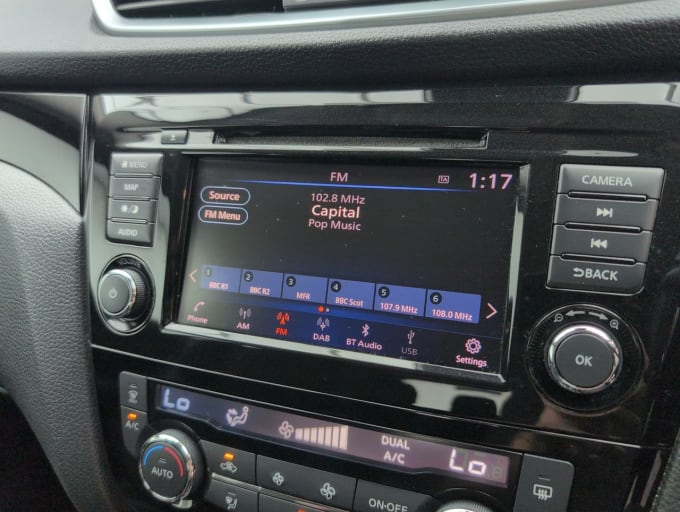 FM
TA
1:17
Source
FM Menu
102.8 MHz
Capital
Pop Music
1 BBC R1
2 BBC R2
3 MFR
4 BBC Scot
5 107.9 MHz
6 108.0 MHz
Phone
AM
FM
DAB
BT Audio
USB
Settings
MENU
MAP
AUDIO
VOLUME
CAMERA
BACK
OK
Lo
DUAL
A/C
Lo
A/C
AUTO
ON·OFF